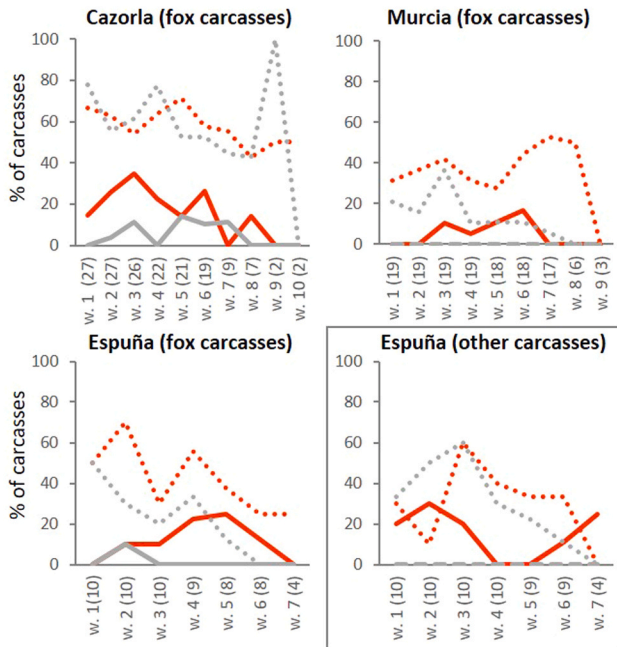 Cazorla (fox carcasses)
Murcia (fox carcasses)
% of carcasses
100
80
60
40
20
0
w. 1 (27)
w. 2 (27)
w. 3 (26)
w. 4 (22)
w. 5 (21)
w. 6 (19)
w. 7 (9)
w. 8 (7)
w. 9 (2)
w. 10 (2)
100
80
60
40
20
0
w. 1 (19)
w. 2 (19)
w. 3 (19)
w. 4 (19)
w. 5 (18)
w. 6 (18)
w. 7 (17)
w. 8 (6)
w. 9 (3)
Espuña (fox carcasses)
Espuña (other carcasses)
% of carcasses
100
80
60
40
20
0
w. 1 (10)
w. 2 (10)
w. 3 (10)
w. 4 (9)
w. 5 (8)
w. 6 (8)
w. 7 (4)
100
80
60
40
20
0
w. 1 (10)
w. 2 (10)
w. 3 (10)
w. 4 (10)
w. 5 (9)
w. 6 (9)
w. 7 (4)